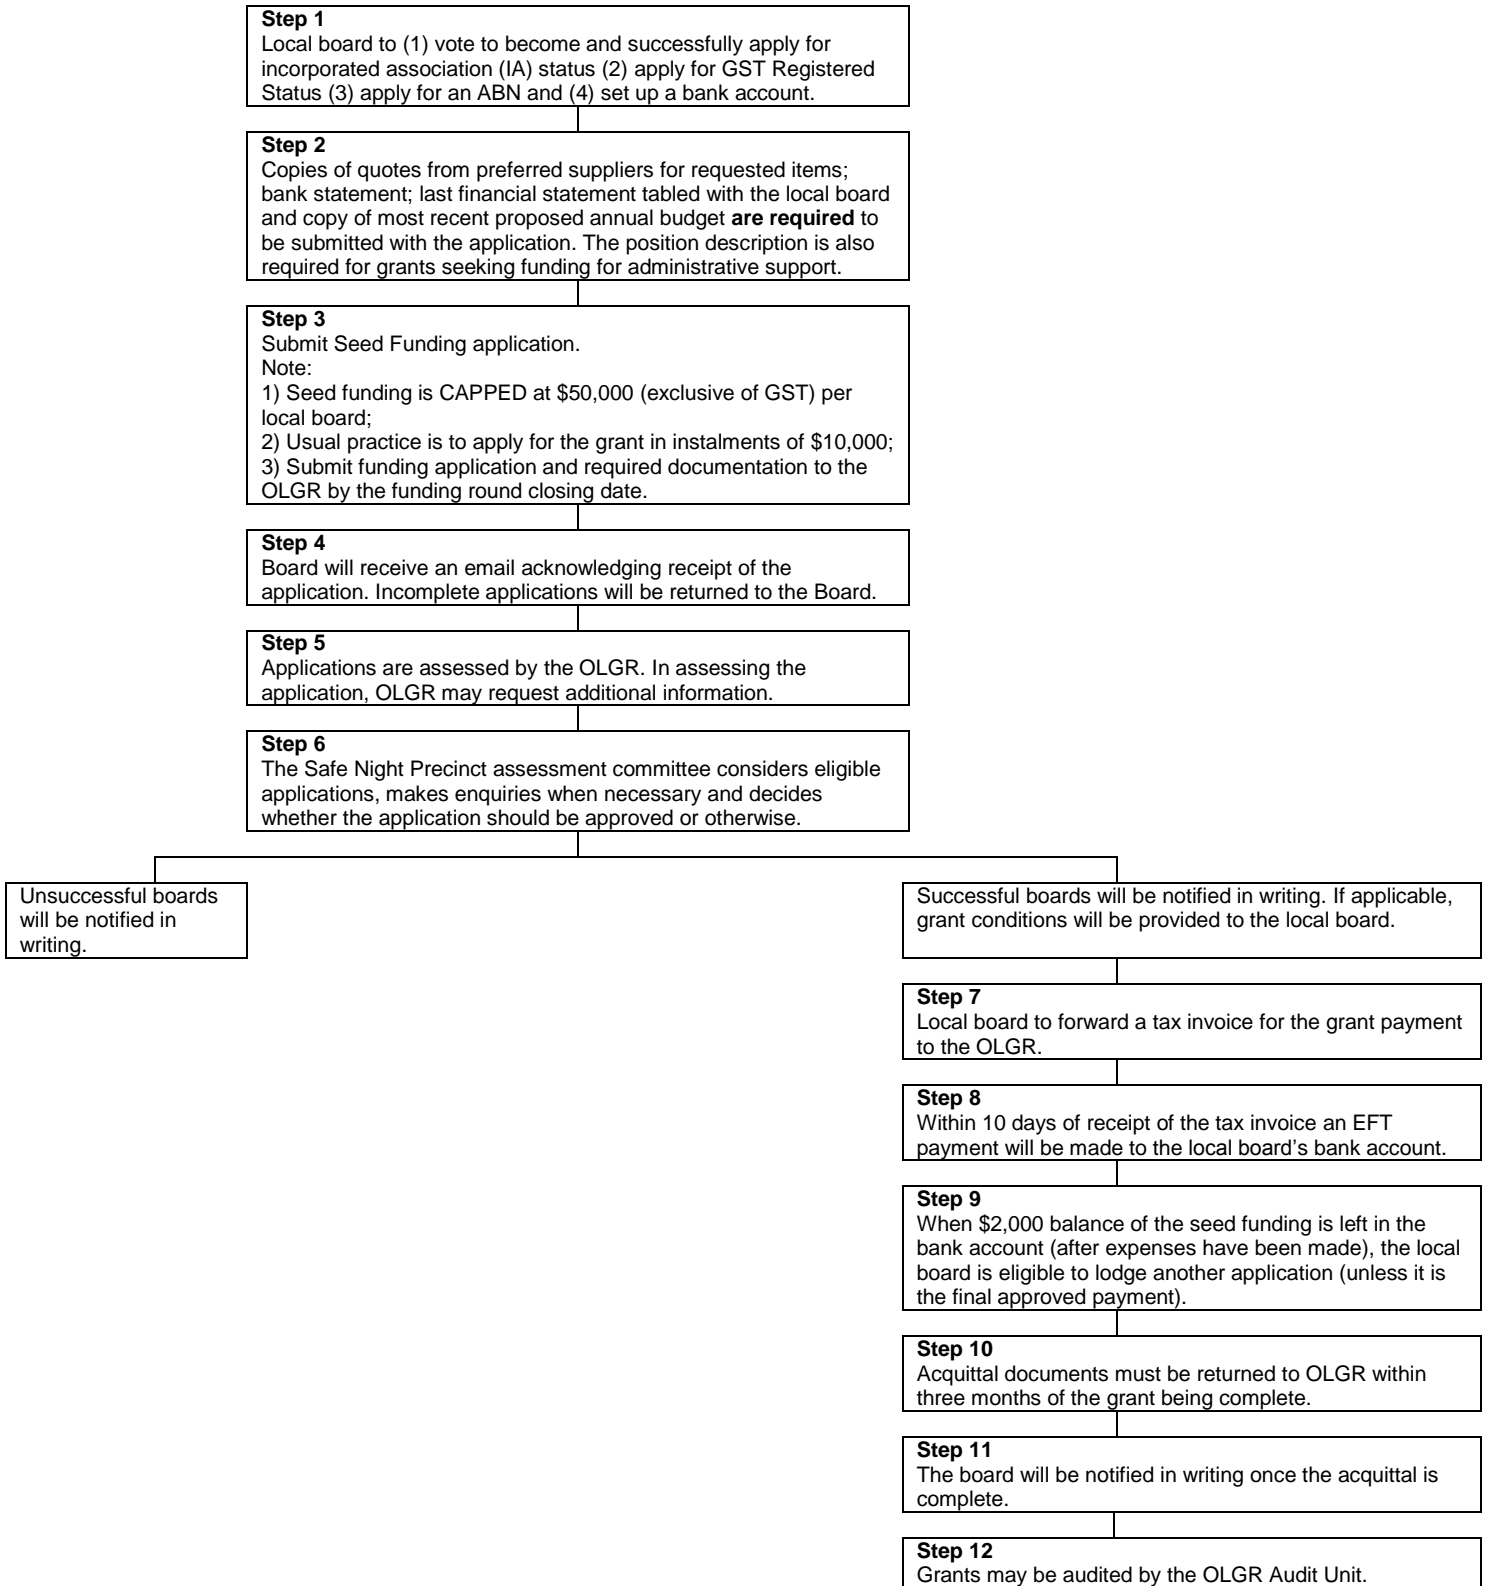 Step 1
Local board to (1) vote to become and successfully apply for
incorporated association (IA) status (2) apply for GST Registered
Status (3) apply for an ABN and (4) set up a bank account.
Step 2
Copies of quotes from preferred suppliers for requested items;
bank statement; last financial statement tabled with the local board
and copy of most recent proposed annual budget are required to
be submitted with the application. The position description is also
required for grants seeking funding for administrative support.
Step 3
Submit Seed Funding application.
Note:
1) Seed funding is CAPPED at $50,000 (exclusive of GST) per
local board;
2) Usual practice is to apply for the grant in instalments of $10,000;
3) Submit funding application and required documentation to the
OLGR by the funding round closing date.
Step 4
Board will receive an email acknowledging receipt of the
application. Incomplete applications will be returned to the Board.
Step 5
Applications are assessed by the OLGR. In assessing the
application, OLGR may request additional information.
Step 6
The Safe Night Precinct assessment committee considers eligible
applications, makes enquiries when necessary and decides
whether the application should be approved or otherwise.
Unsuccessful boards
will be notified in
writing.
Successful boards will be notified in writing. If applicable,
grant conditions will be provided to the local board.
Step 7
Local board to forward a tax invoice for the grant payment
to the OLGR.
Step 8
Within 10 days of receipt of the tax invoice an EFT
payment will be made to the local board’s bank account.
Step 9
When $2,000 balance of the seed funding is left in the
bank account (after expenses have been made), the local
board is eligible to lodge another application (unless it is
the final approved payment).
Step 10
Acquittal documents must be returned to OLGR within
three months of the grant being complete.
Step 11
The board will be notified in writing once the acquittal is
complete.
Step 12
Grants may be audited by the OLGR Audit Unit.